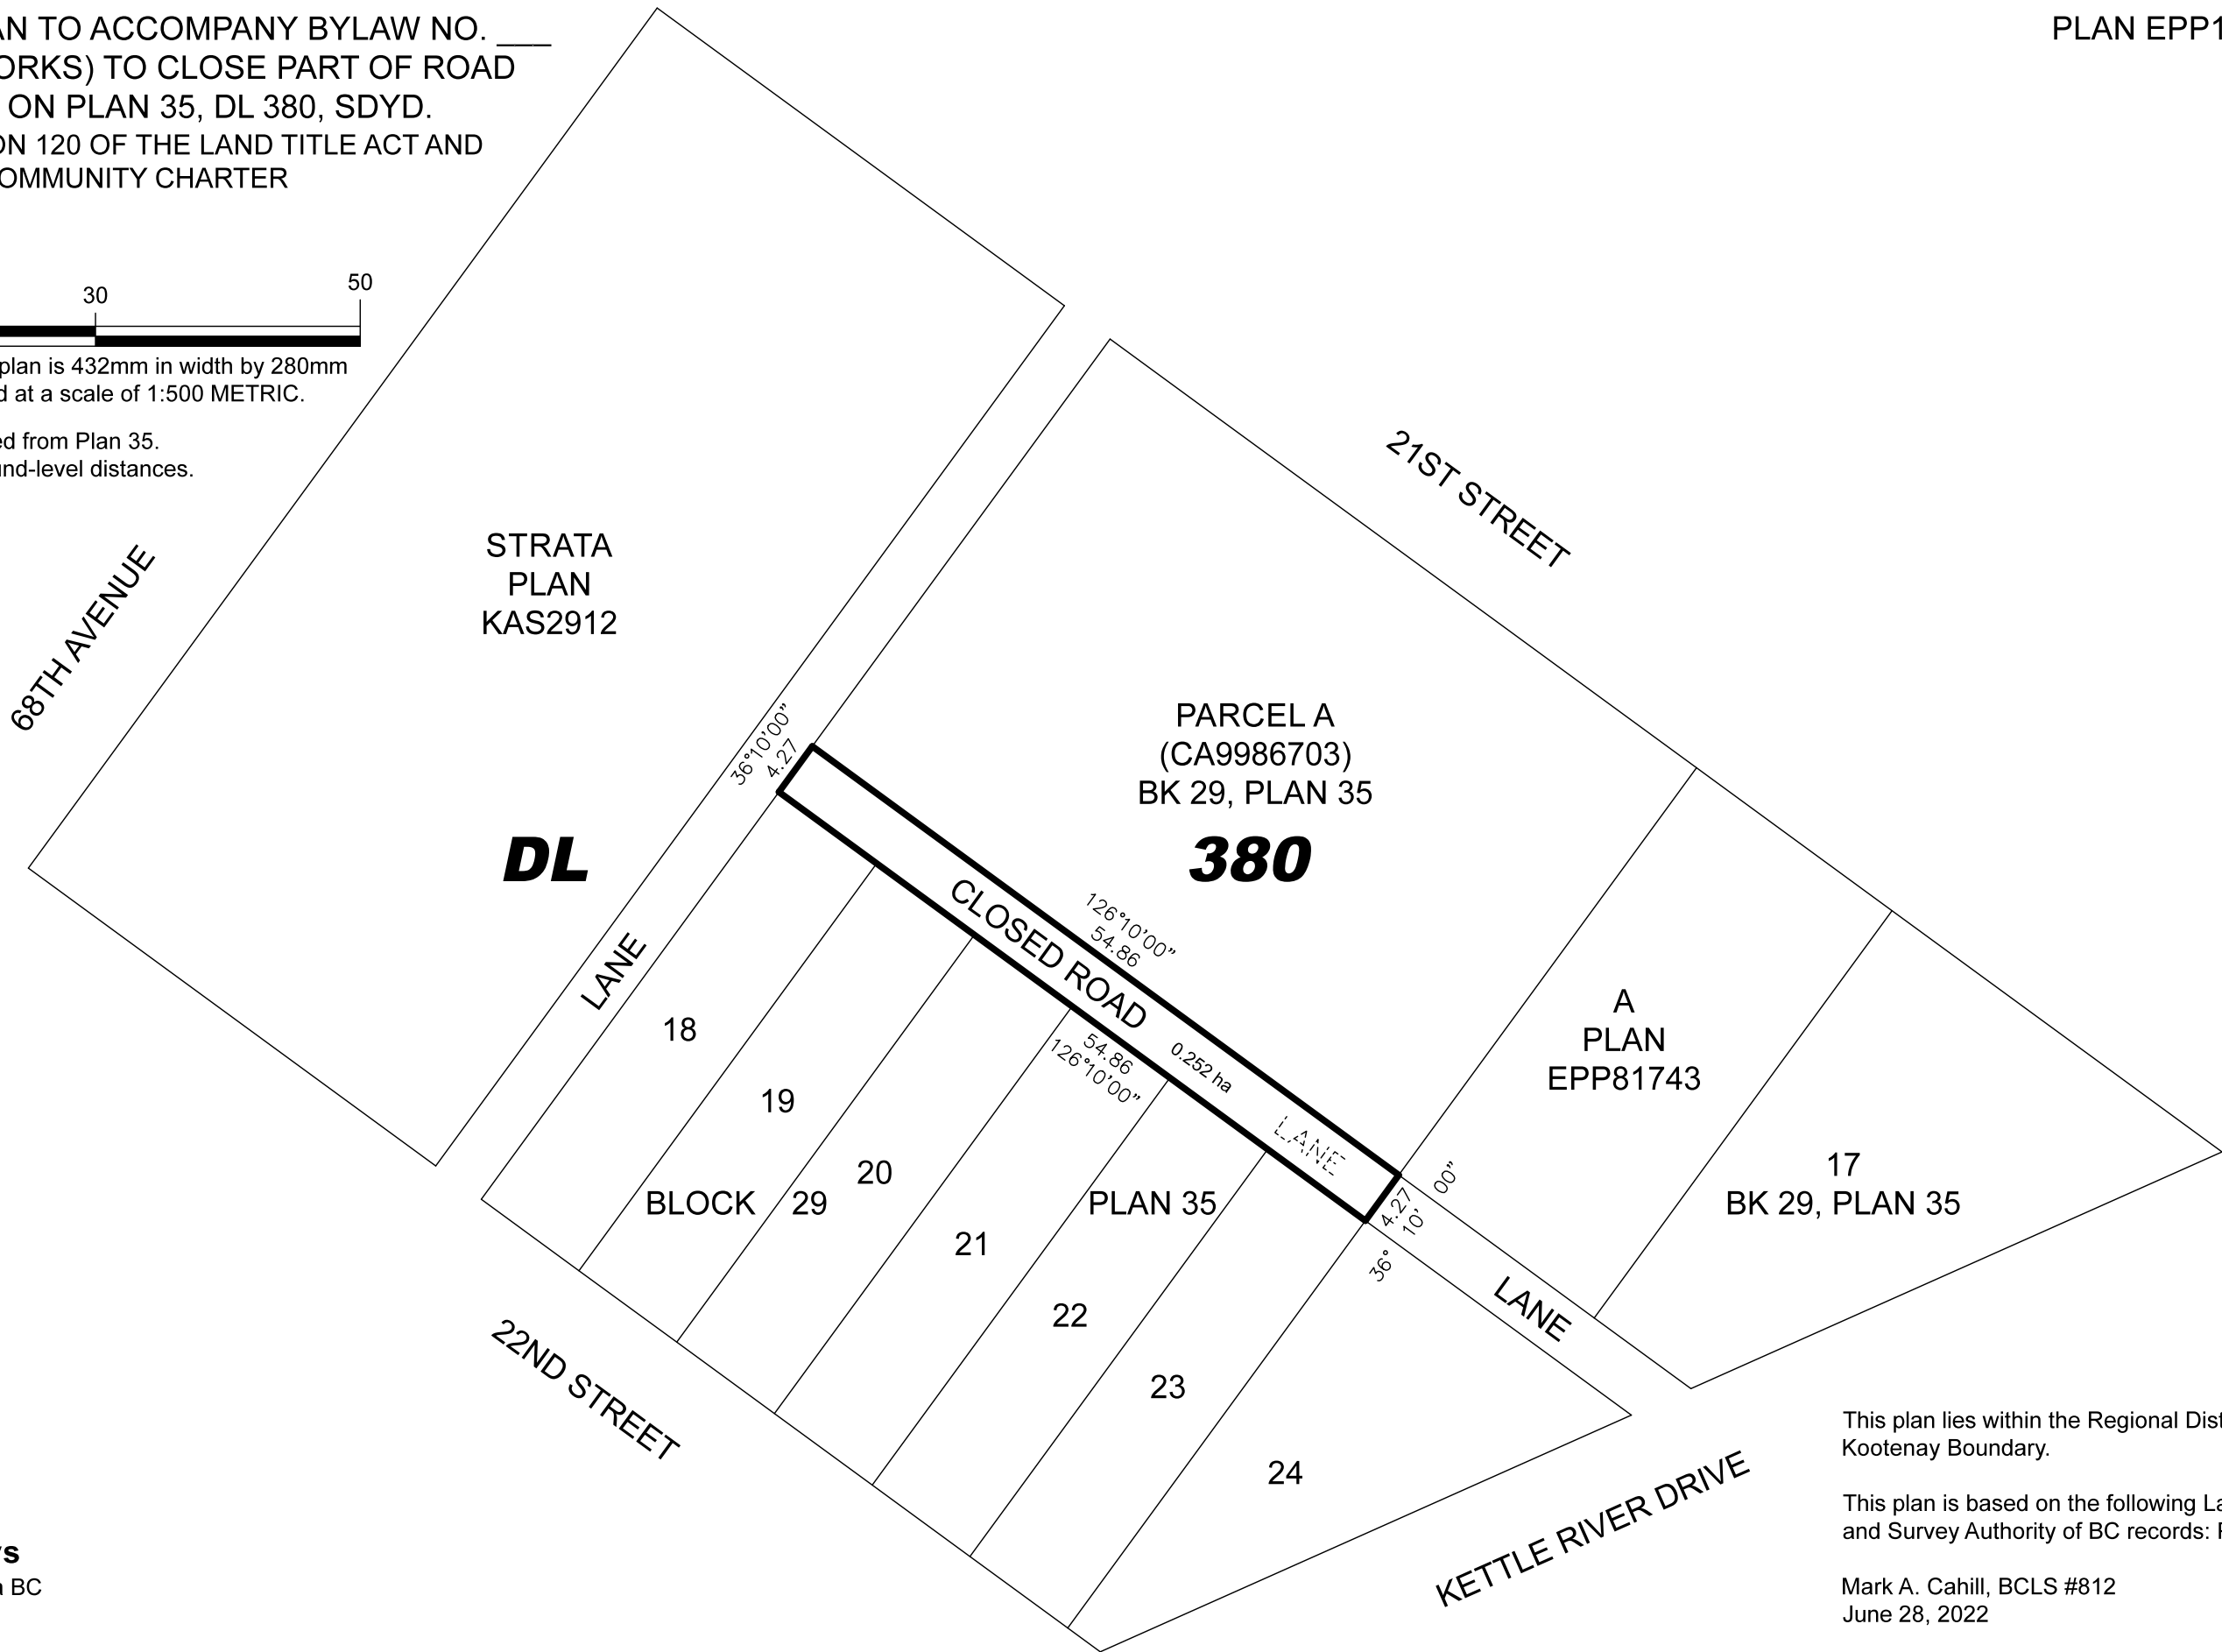 AN TO ACCOMPANY BYLAW NO. ___
ORKS) TO CLOSE PART OF ROAD
ON PLAN 35, DL 380, SDYD.
ON 120 OF THE LAND TITLE ACT AND
OMMUNITY CHARTER
PLAN EPP1
30
50
plan is 432mm in width by 280mm
d at a scale of 1:500 METRIC.
ed from Plan 35.
und-level distances.
68TH AVENUE
STRATA
PLAN
KAS2912
21ST STREET
PARCEL A
(CA9986703)
BK 29, PLAN 35
DL
380
36°10'00"
4.27
126°10'00"
54.86
CLOSED ROAD
0.252 ha
LANE
54.86
126°10'00"
LANE
4.27
36° 10' 00"
LANE
A
PLAN
EPP81743
17
BK 29, PLAN 35
18
19
20
21
22
23
24
BLOCK 29
PLAN 35
22ND STREET
KETTLE RIVER DRIVE
This plan lies within the Regional Dist
Kootenay Boundary.
This plan is based on the following La
and Survey Authority of BC records: P
Mark A. Cahill, BCLS #812
June 28, 2022
ys
a BC